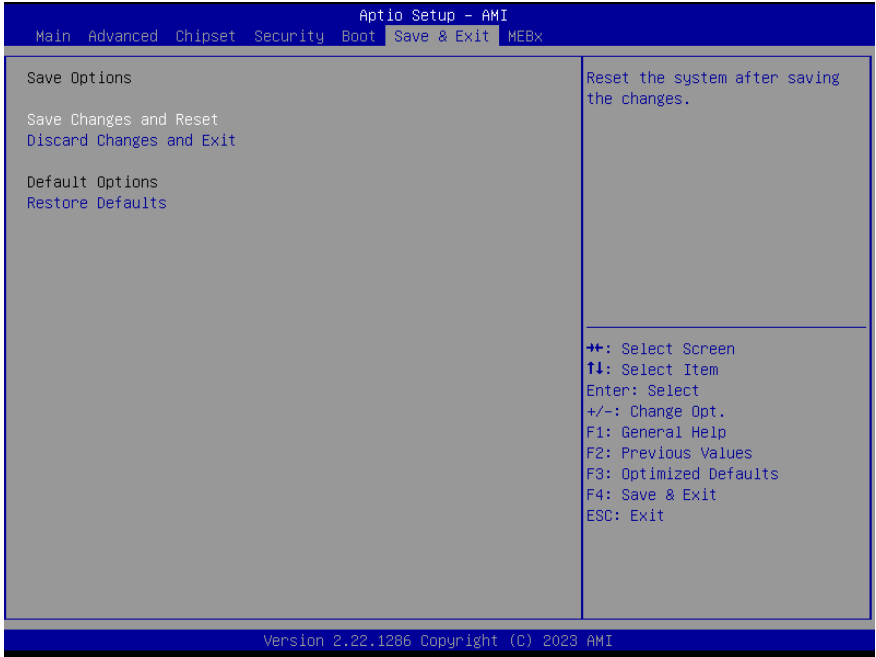 Aptio Setup – AMI
Main Advanced Chipset Security Boot Save & Exit MEBx
Save Options
Save Changes and Reset
Discard Changes and Exit
Default Options
Restore Defaults
Reset the system after saving
the changes.
→←: Select Screen
↑↓: Select Item
Enter: Select
+/-: Change Opt.
F1: General Help
F2: Previous Values
F3: Optimized Defaults
F4: Save & Exit
ESC: Exit
Version 2.22.1286 Copyright (C) 2023 AMI